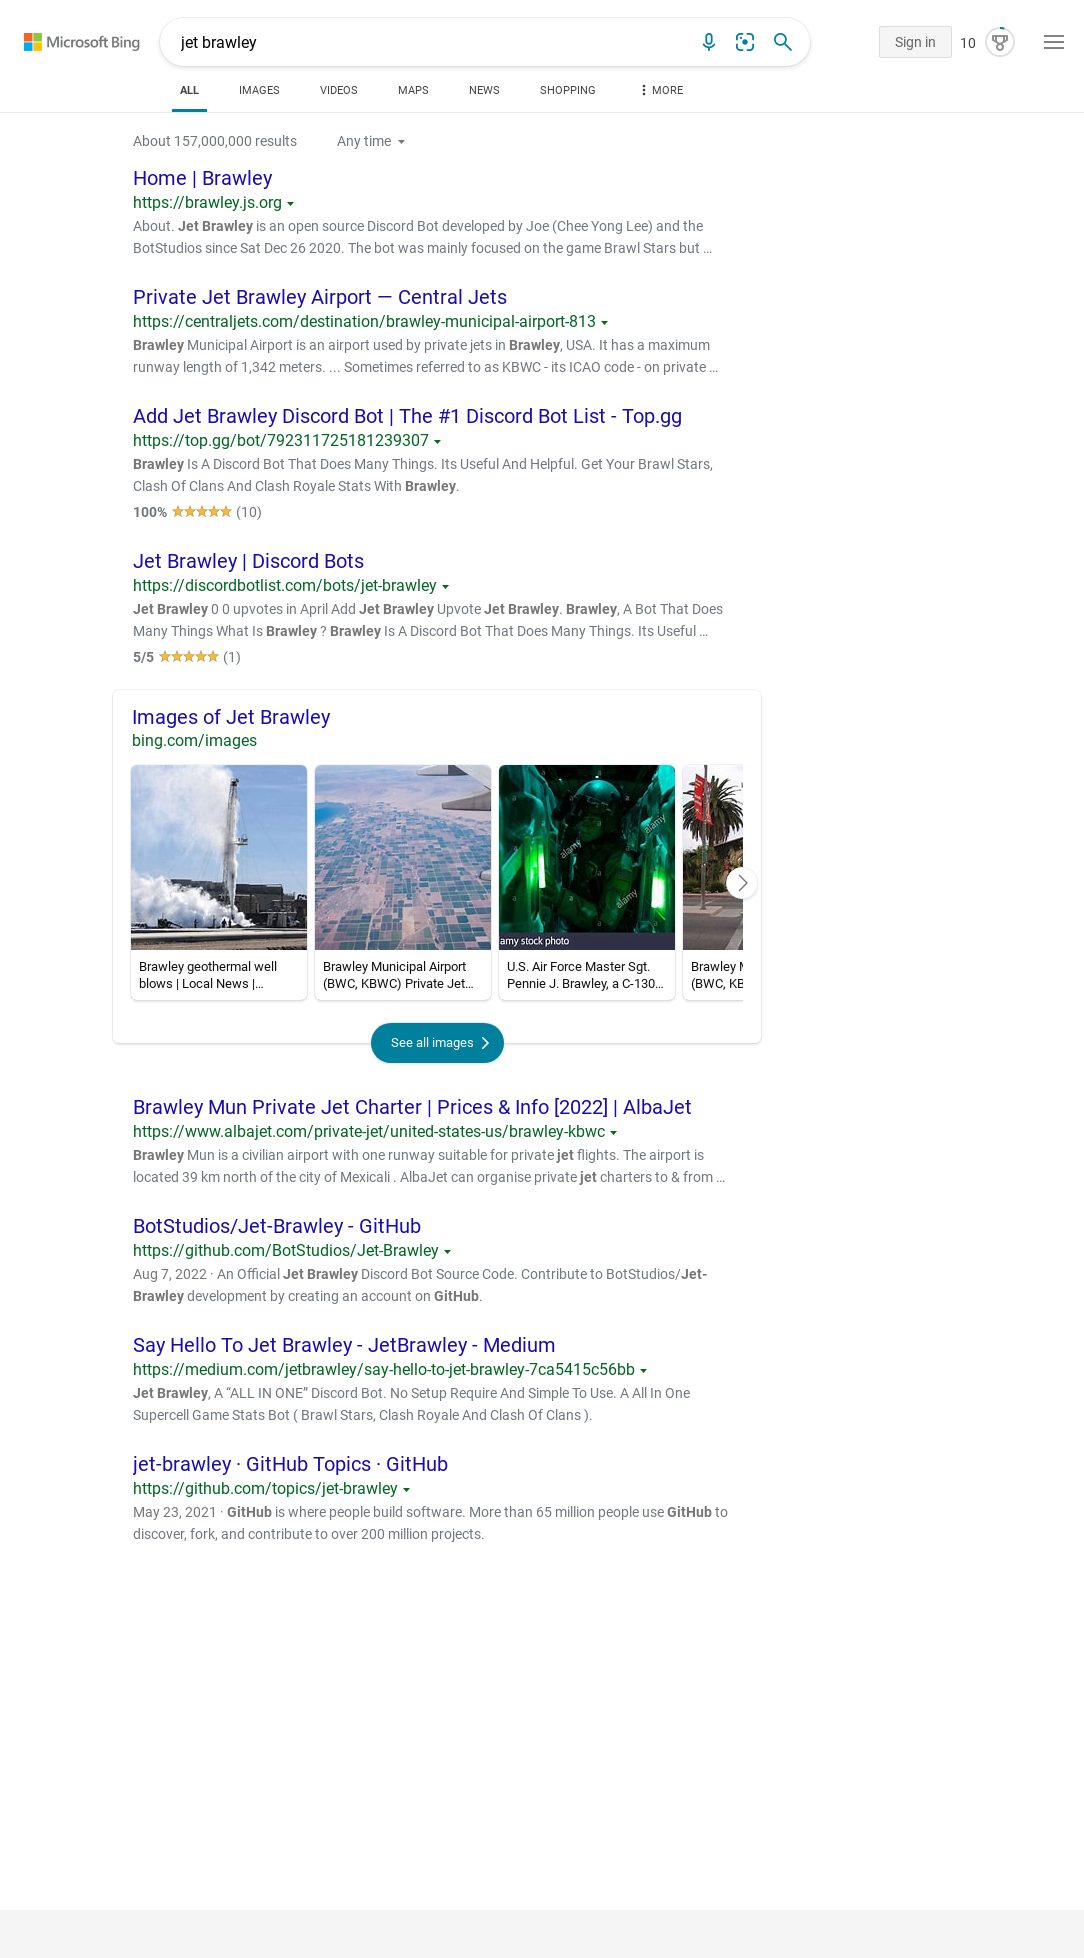 Microsoft Bing
jet brawley
Sign in
10
ALL
IMAGES
VIDEOS
MAPS
NEWS
SHOPPING
MORE
About 157,000,000 results
Any time
Home | Brawley
https://brawley.js.org
About. Jet Brawley is an open source Discord Bot developed by Joe (Chee Yong Lee) and the
BotStudios since Sat Dec 26 2020. The bot was mainly focused on the game Brawl Stars but …
Private Jet Brawley Airport — Central Jets
https://centraljets.com/destination/brawley-municipal-airport-813
Brawley Municipal Airport is an airport used by private jets in Brawley, USA. It has a maximum
runway length of 1,342 meters. ... Sometimes referred to as KBWC - its ICAO code - on private …
Add Jet Brawley Discord Bot | The #1 Discord Bot List - Top.gg
https://top.gg/bot/792311725181239307
Brawley Is A Discord Bot That Does Many Things. Its Useful And Helpful. Get Your Brawl Stars,
Clash Of Clans And Clash Royale Stats With Brawley.
100% (10)
Jet Brawley | Discord Bots
https://discordbotlist.com/bots/jet-brawley
Jet Brawley 0 0 upvotes in April Add Jet Brawley Upvote Jet Brawley. Brawley, A Bot That Does
Many Things What Is Brawley ? Brawley Is A Discord Bot That Does Many Things. Its Useful …
5/5 (1)
Images of Jet Brawley
bing.com/images
a
a
alamy
alamy
a
a
a
alamy
a
amy stock photo
Brawley geothermal well
blows | Local News |…
Brawley Municipal Airport
(BWC, KBWC) Private Jet…
U.S. Air Force Master Sgt.
Pennie J. Brawley, a C-130…
Brawley M
(BWC, KB
See all images
Brawley Mun Private Jet Charter | Prices & Info [2022] | AlbaJet
https://www.albajet.com/private-jet/united-states-us/brawley-kbwc
Brawley Mun is a civilian airport with one runway suitable for private jet flights. The airport is
located 39 km north of the city of Mexicali . AlbaJet can organise private jet charters to & from …
BotStudios/Jet-Brawley - GitHub
https://github.com/BotStudios/Jet-Brawley
Aug 7, 2022 · An Official Jet Brawley Discord Bot Source Code. Contribute to BotStudios/Jet-
Brawley development by creating an account on GitHub.
Say Hello To Jet Brawley - JetBrawley - Medium
https://medium.com/jetbrawley/say-hello-to-jet-brawley-7ca5415c56bb
Jet Brawley, A “ALL IN ONE” Discord Bot. No Setup Require And Simple To Use. A All In One
Supercell Game Stats Bot ( Brawl Stars, Clash Royale And Clash Of Clans ).
jet-brawley · GitHub Topics · GitHub
https://github.com/topics/jet-brawley
May 23, 2021 · GitHub is where people build software. More than 65 million people use GitHub to
discover, fork, and contribute to over 200 million projects.